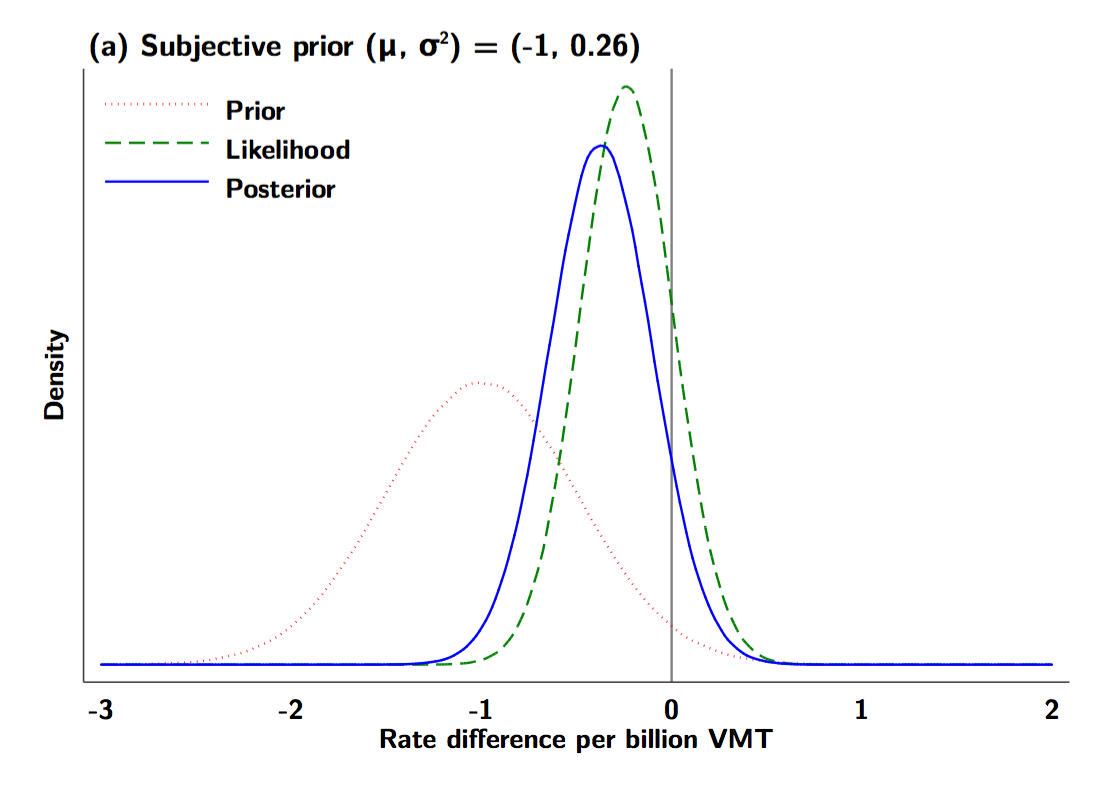 (a) Subjective prior (μ, σ²) = (-1, 0.26)
Prior
Likelihood
Posterior
Density
-3 -2 -1 0 1 2
Rate difference per billion VMT